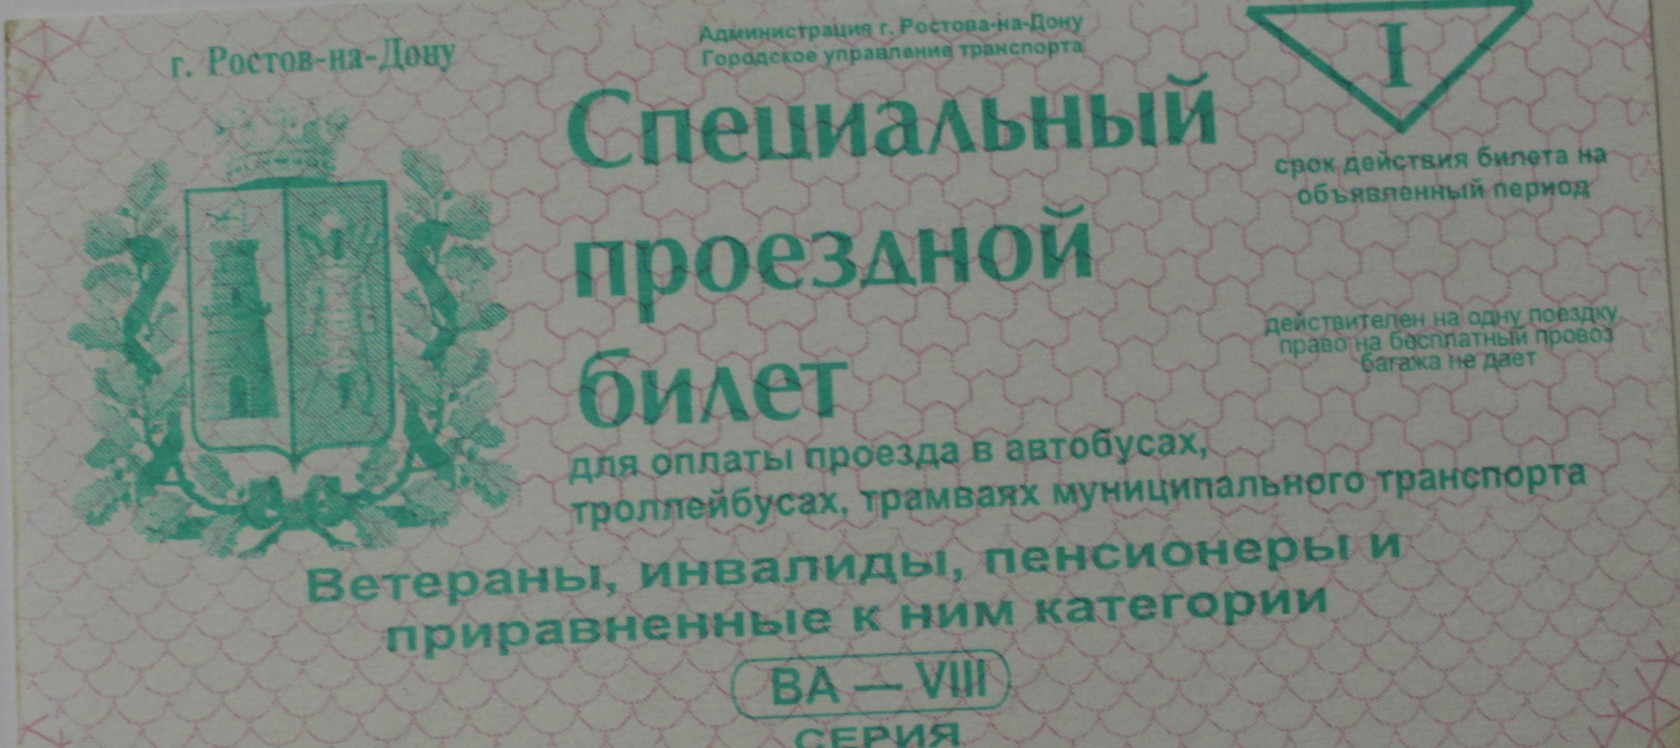 г. Ростов-на-Дону
Администрация г. Ростова-на-Дону
Городское управление транспорта
Специальный
проездной
билет
I
срок действия билета на
объявленный период
действителен на одну поездку
право на бесплатный провоз
багажа не дает
для оплаты проезда в автобусах,
троллейбусах, трамваях муниципального транспорта
Ветераны, инвалиды, пенсионеры и
приравненные к ним категории
ВА — VIII
СЕРИЯ